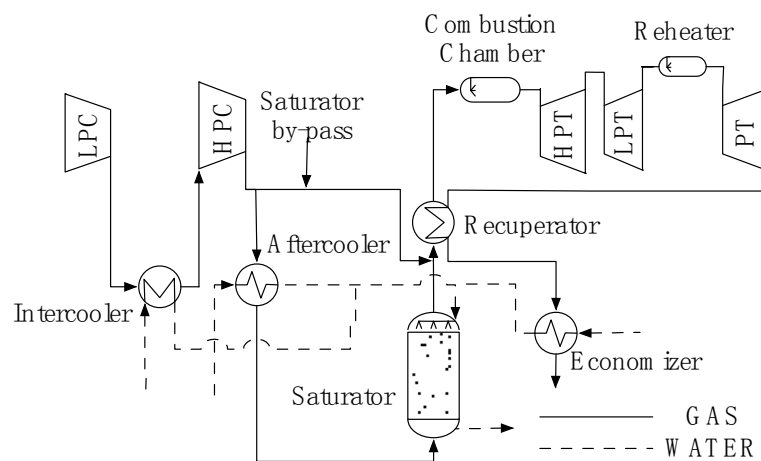 Combustion
Chamber
Reheater
LPC
HPC
Saturator
by-pass
HPT
LPT
PT
Recuperator
Aftercooler
Intercooler
Economizer
Saturator
GAS
WATER